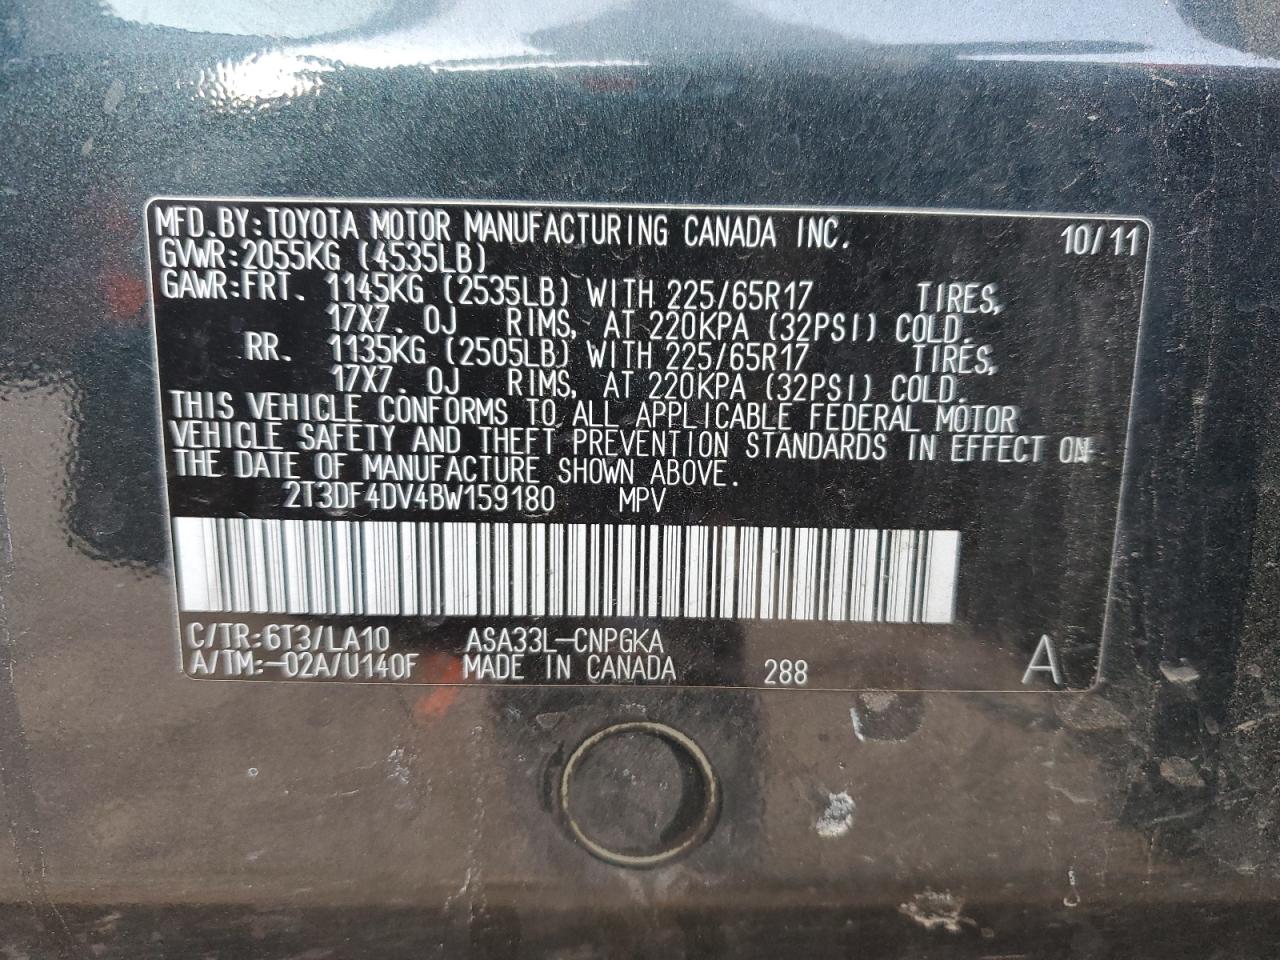 MFD. BY: TOYOTA MOTOR MANUFACTURING CANADA INC. 10/11
GVWR: 2055KG (4535LB)
GAWR: FRT. 1145KG (2535LB) WITH 225/65R17 TIRES,
17X7. 0J RIMS, AT 220KPA (32PSI) COLD.
RR. 1135KG (2505LB) WITH 225/65R17 TIRES,
17X7. 0J RIMS, AT 220KPA (32PSI) COLD.
THIS VEHICLE CONFORMS TO ALL APPLICABLE FEDERAL MOTOR
VEHICLE SAFETY AND THEFT PREVENTION STANDARDS IN EFFECT ON
THE DATE OF MANUFACTURE SHOWN ABOVE.
2T3DF4DV4BW159180 MPV
C/TR: 6T3/LA10 ASA33L-CNPGKA
A/TM: -02A/U140F MADE IN CANADA 288 A